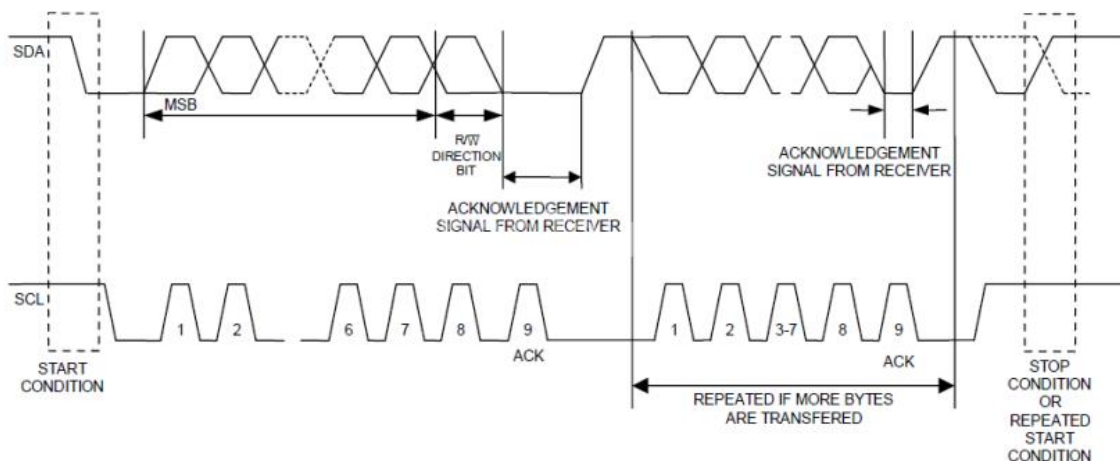 SDA
MSB
R/W
DIRECTION
BIT
ACKNOWLEDGEMENT
SIGNAL FROM RECEIVER
ACKNOWLEDGEMENT
SIGNAL FROM RECEIVER
SCL
1
2
6
7
8
9
ACK
1
2
3-7
8
9
ACK
START
CONDITION
REPEATED IF MORE BYTES
ARE TRANSFERED
STOP
CONDITION
OR
REPEATED
START
CONDITION